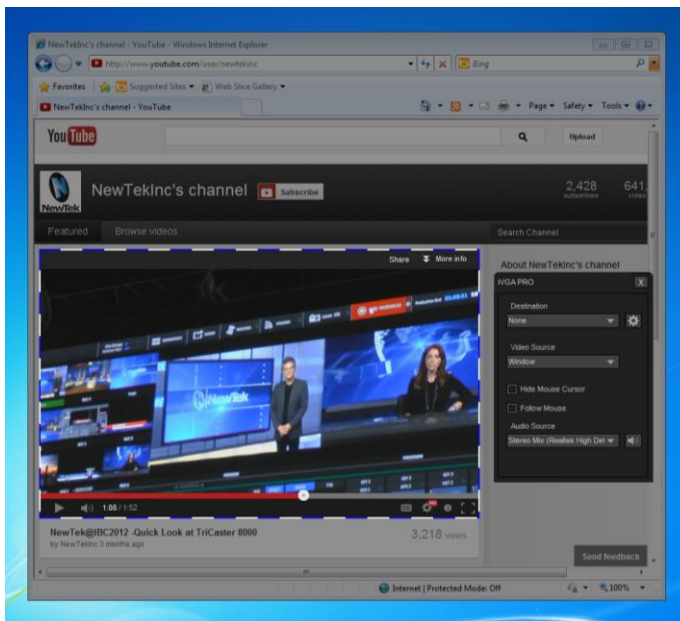 NewTekInc's channel - YouTube - Windows Internet Explorer
http://www.youtube.com/user/newtekinc
Bing
Favorites Suggested Sites Web Slice Gallery
NewTekInc's channel - YouTube
Page Safety Tools
YouTube
Upload
NewTek
NewTekInc's channel
Subscribe
2,428
subscribers
641,
video
Featured Browse videos
Search Channel
Share More info
About NewTekInc's channel
iVGA PRO X
Destination
None
Video Source
Window
Hide Mouse Cursor
Follow Mouse
Audio Source
Stereo Mix (Realtek High Def
NewTek
1:08 / 1:52
NewTek@IBC2012 -Quick Look at TriCaster 8000
by NewTekInc 3 months ago
3,218 views
Send feedback
Internet | Protected Mode: Off
100%